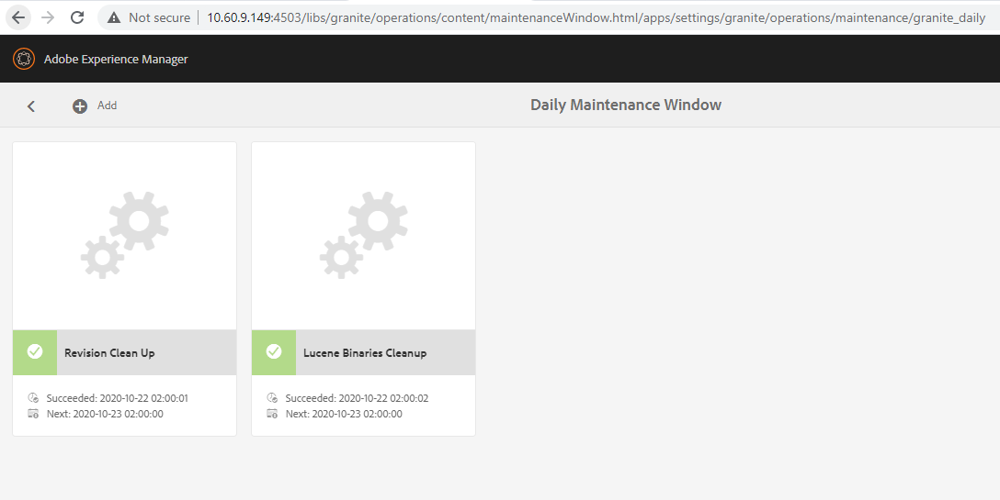 Not secure | 10.60.9.149:4503/libs/granite/operations/content/maintenanceWindow.html/apps/settings/granite/operations/maintenance/granite_daily
Adobe Experience Manager
Add
Daily Maintenance Window
Revision Clean Up
Lucene Binaries Cleanup
Succeeded: 2020-10-22 02:00:01
Next: 2020-10-23 02:00:00
Succeeded: 2020-10-22 02:00:02
Next: 2020-10-23 02:00:00